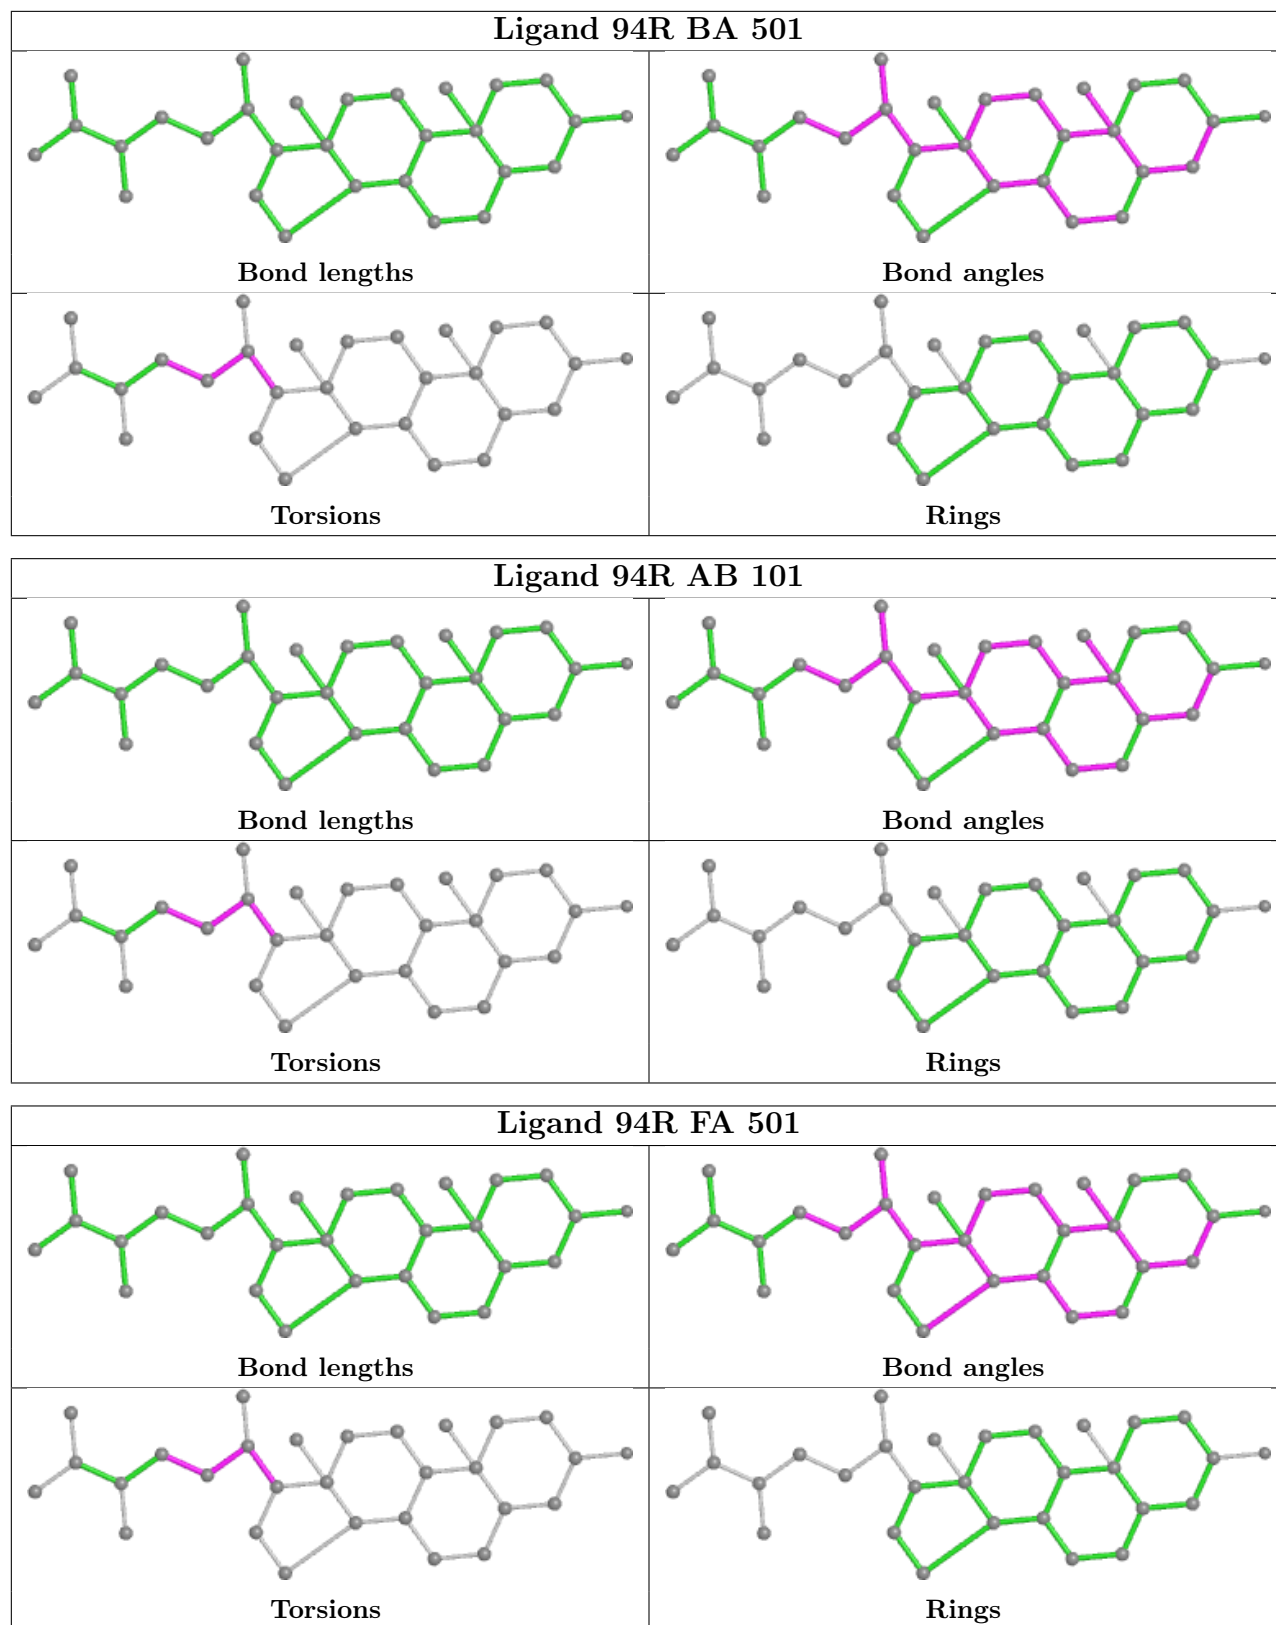 Ligand 94R BA 501
Bond lengths
Bond angles
Torsions
Rings
Ligand 94R AB 101
Bond lengths
Bond angles
Torsions
Rings
Ligand 94R FA 501
Bond lengths
Bond angles
Torsions
Rings